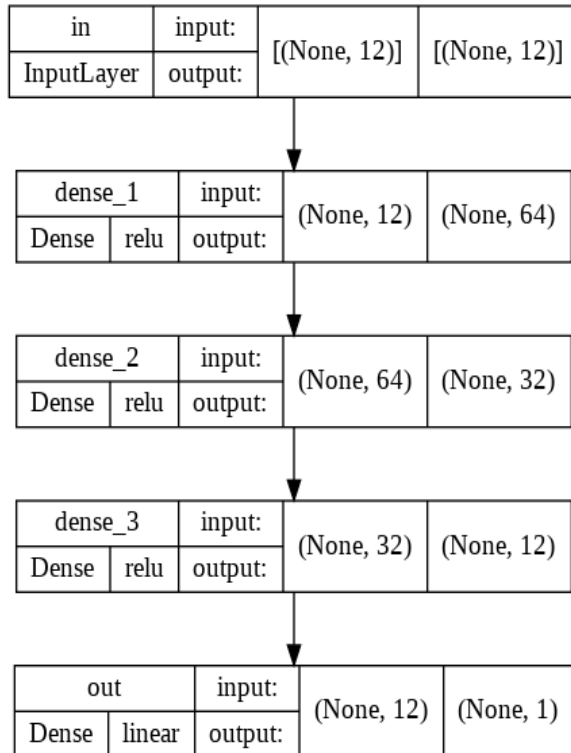 in input: [(None, 12)] [(None, 12)]
InputLayer output:
dense_1 input: (None, 12) (None, 64)
Dense relu output:
dense_2 input: (None, 64) (None, 32)
Dense relu output:
dense_3 input: (None, 32) (None, 12)
Dense relu output:
out input: (None, 12) (None, 1)
Dense linear output: